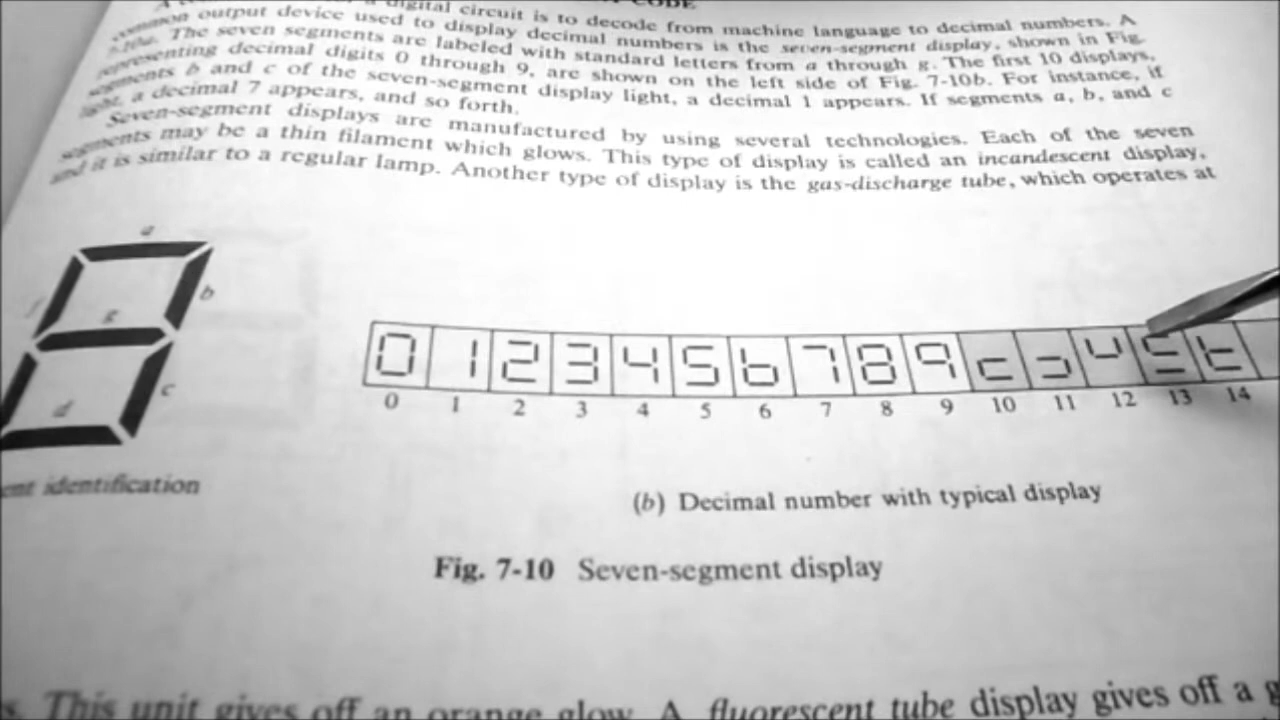 CODE
digital circuit is to decode from machine language to decimal numbers. A
common output device used to display decimal numbers is the seven-segment display, shown in Fig.
7-10a. The seven segments are labeled with standard letters from a through g. The first 10 displays,
representing decimal digits 0 through 9, are shown on the left side of Fig. 7-10b. For instance, if
segments b and c of the seven-segment display light, a decimal 1 appears. If segments a, b, and c
light, a decimal 7 appears, and so forth.
Seven-segment displays are manufactured by using several technologies. Each of the seven
segments may be a thin filament which glows. This type of display is called an incandescent display,
and it is similar to a regular lamp. Another type of display is the gas-discharge tube, which operates at
a
f b
g
c
d
0 1 2 3 4 5 6 7 8 9
0 1 2 3 4 5 6 7 8 9 10 11 12 13 14
ent identification
(b) Decimal number with typical display
Fig. 7-10 Seven-segment display
s. This unit gives off an orange glow. A fluorescent tube display gives off a g